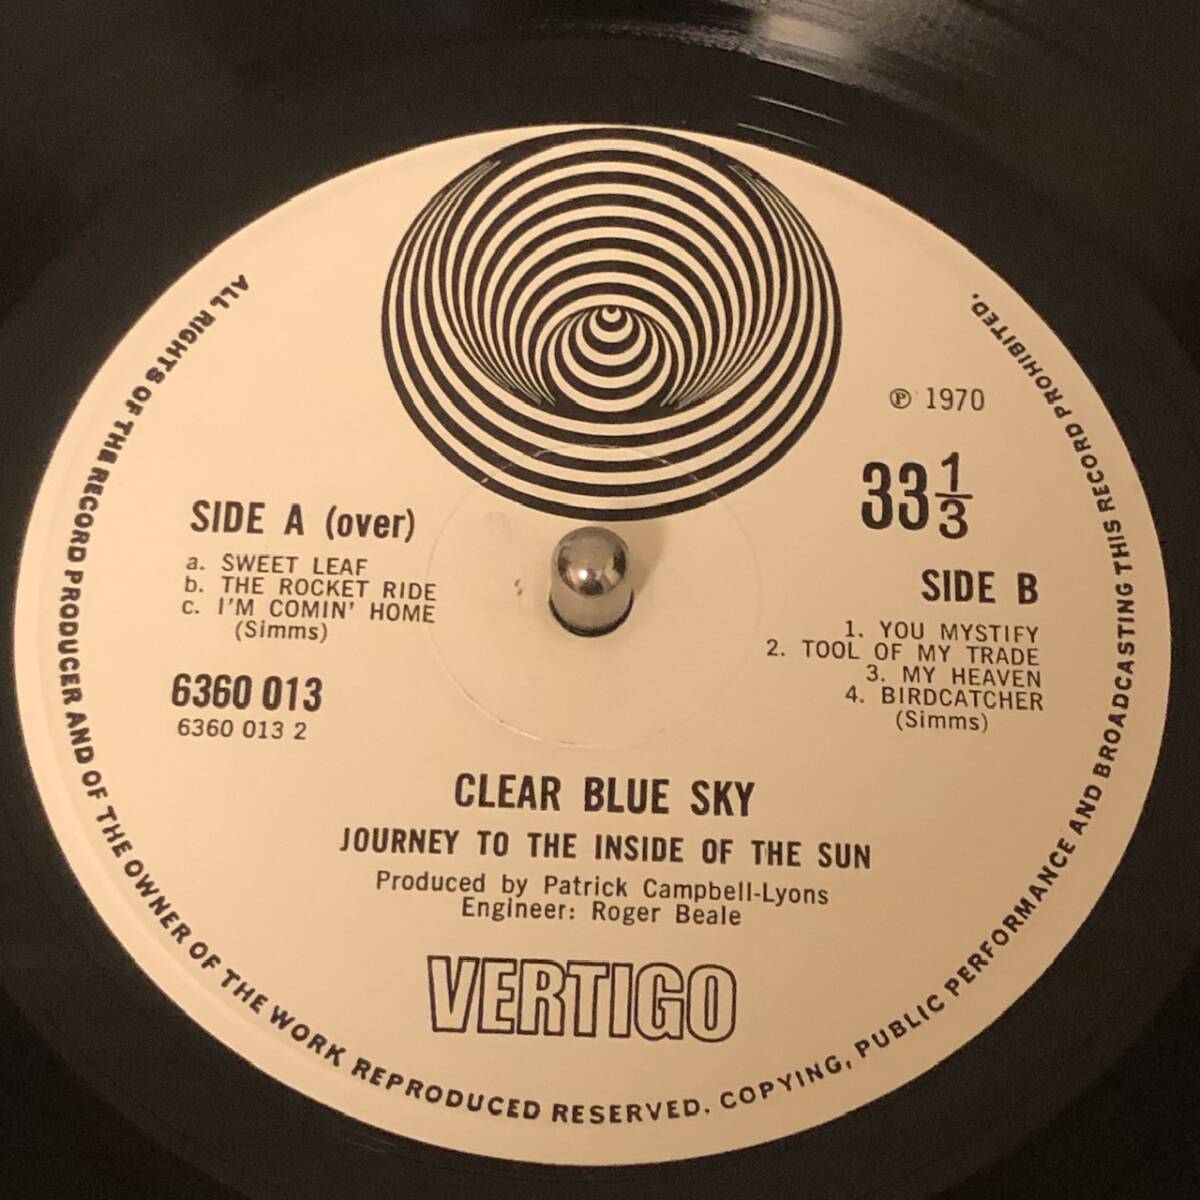 ℗ 1970
33 1/3
SIDE A (over)
a. SWEET LEAF
b. THE ROCKET RIDE
c. I'M COMIN' HOME
(Simms)
6360 013
6360 013 2
SIDE B
1. YOU MYSTIFY
2. TOOL OF MY TRADE
3. MY HEAVEN
4. BIRDCATCHER
(Simms)
CLEAR BLUE SKY
JOURNEY TO THE INSIDE OF THE SUN
Produced by Patrick Campbell-Lyons
Engineer: Roger Beale
VERTIGO
ALL RIGHTS OF THE RECORD PRODUCER AND OF THE OWNER OF THE WORK REPRODUCED RESERVED. COPYING, PUBLIC PERFORMANCE AND BROADCASTING THIS RECORD PROHIBITED.